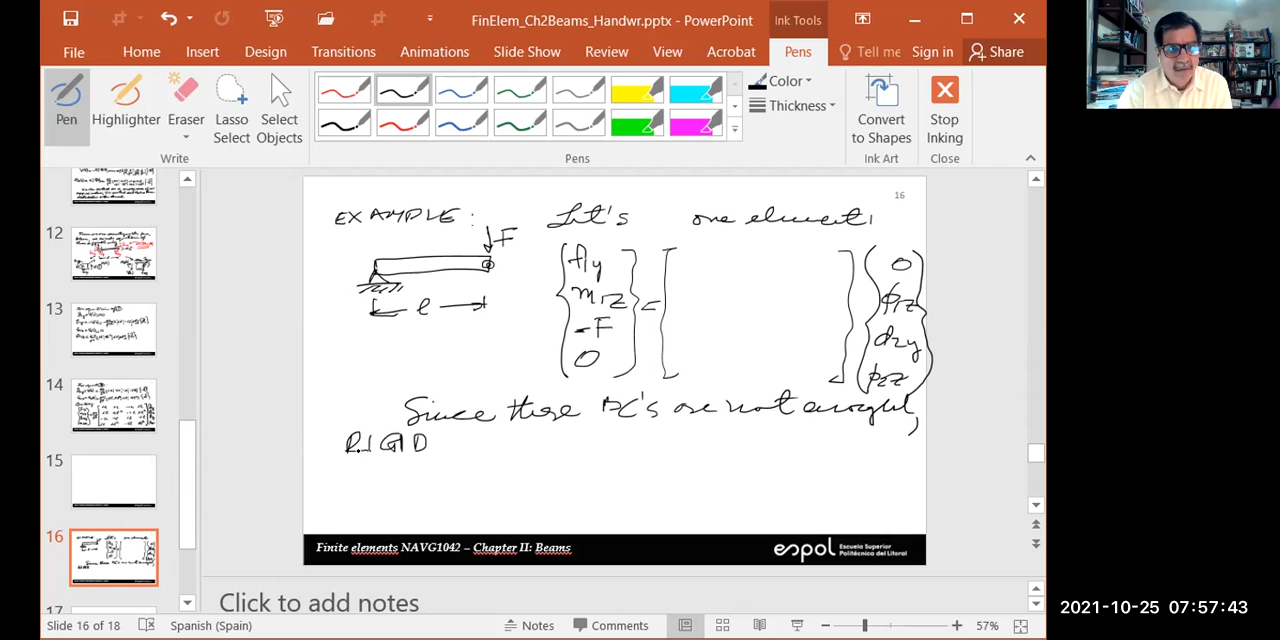 FinElem_Ch2Beams_Handwr.pptx - PowerPoint
Ink Tools
File Home Insert Design Transitions Animations Slide Show Review View Acrobat Pens Tell me Sign in Share
Pen Highlighter Eraser Lasso Select Select Objects
Color Thickness
Convert to Shapes Stop Inking
Write Pens Ink Art Close
12
13
14
15
16
17
16
EXAMPLE: Let's one element:
F
l
f1y 0
m1z = ϕ1z
-F d2y
0 ϕ2z
Since these BC's are not enough,
RIGID
Finite elements NAVG1042 – Chapter II: Beams
espol Escuela Superior Politécnica del Litoral
Click to add notes
Slide 16 of 18 Spanish (Spain) Notes Comments 57%
2021-10-25 07:57:43